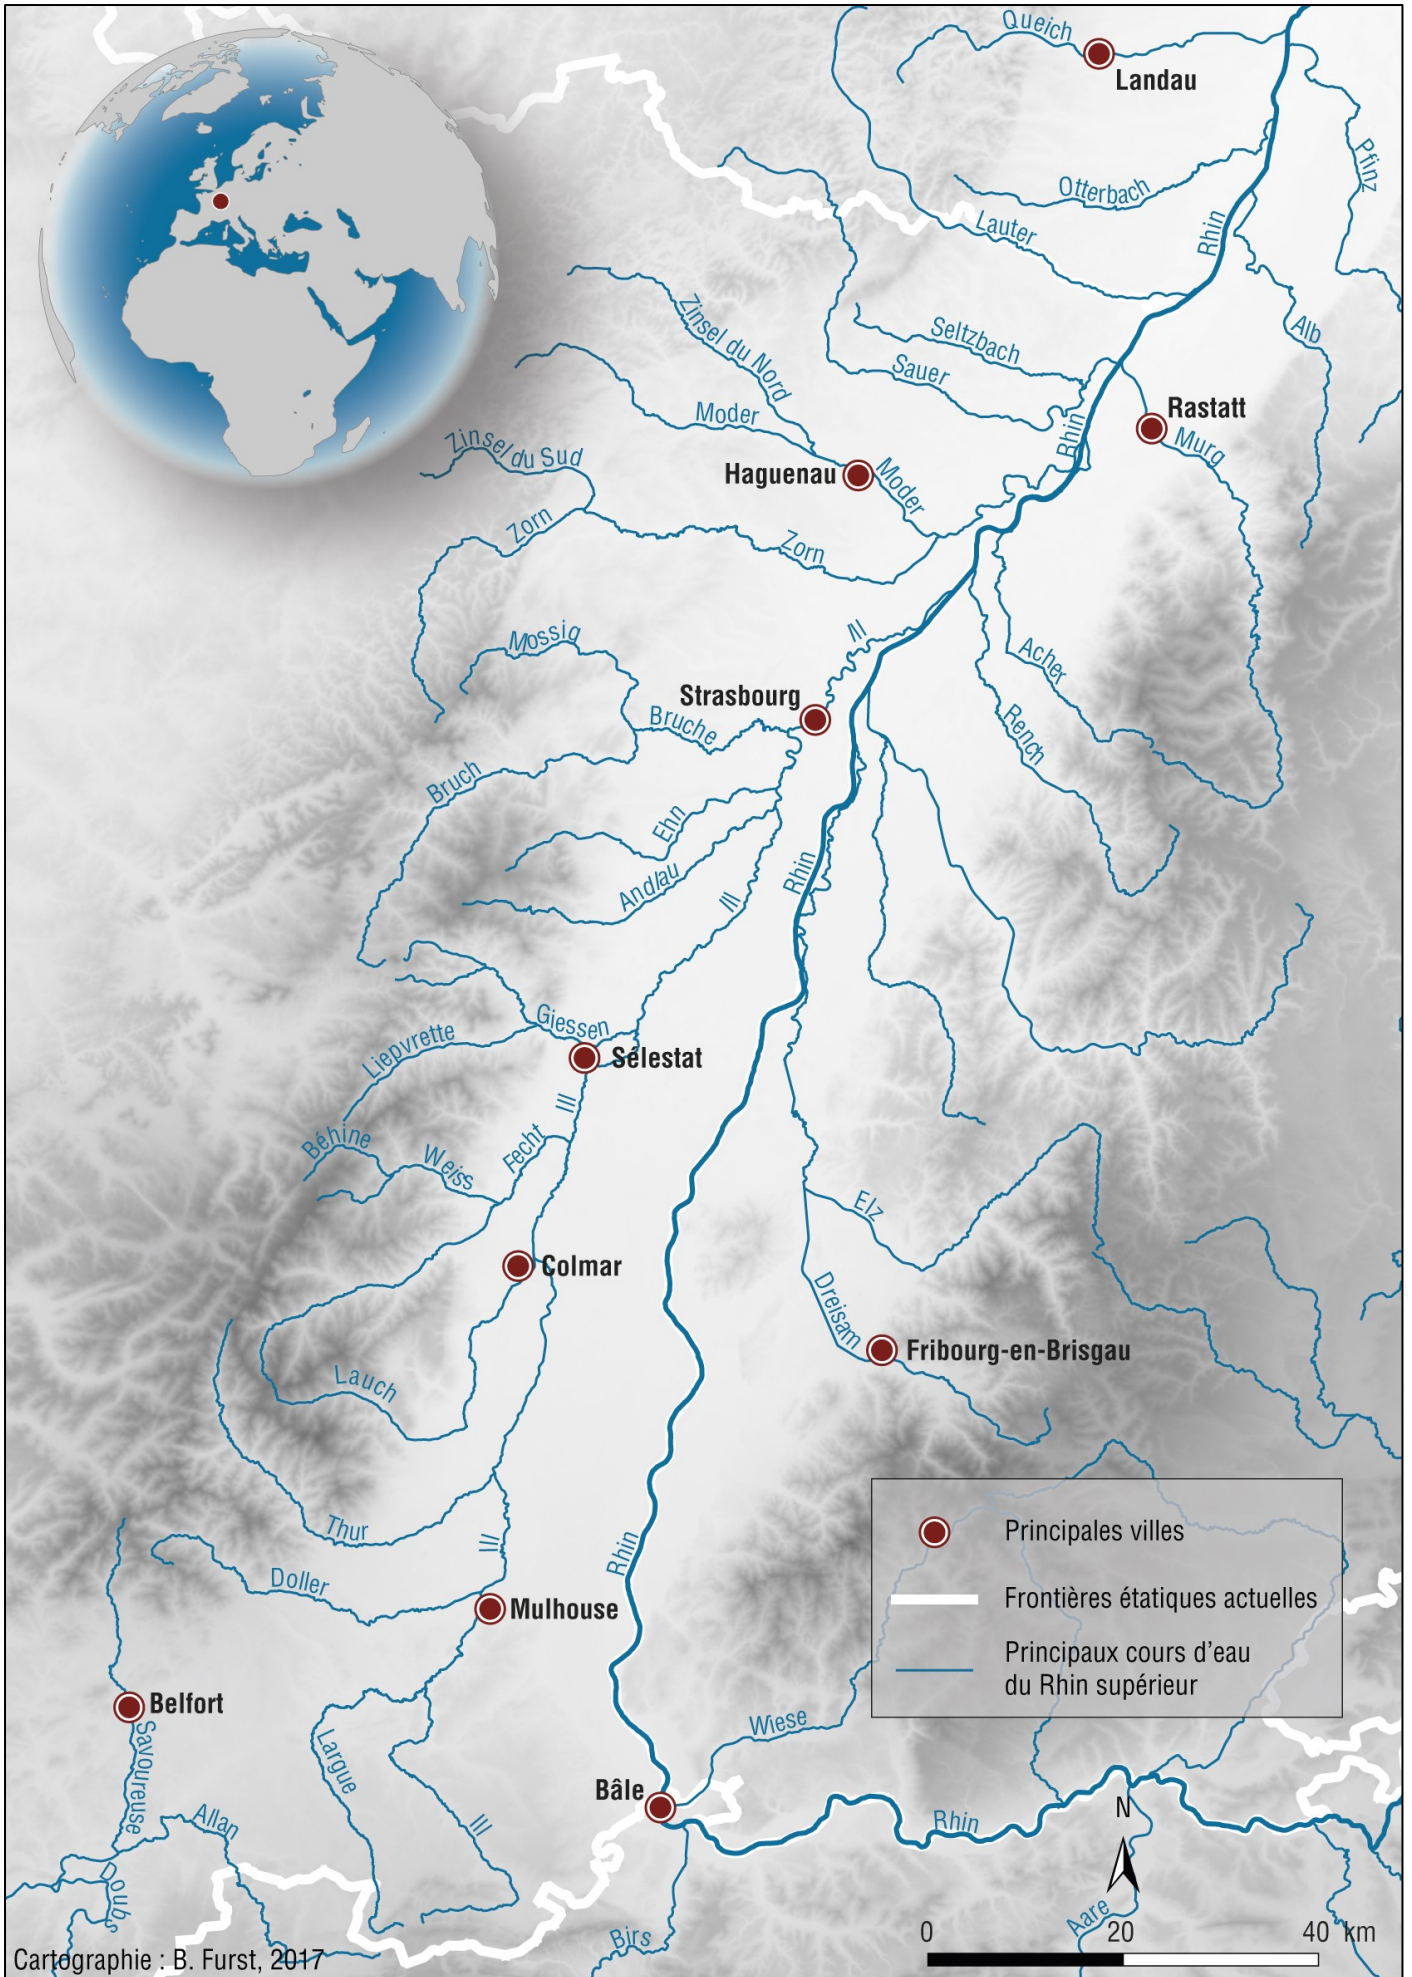 Queich
Landau
Pfinz
Otterbach
Rhin
Lauter
Zinsel du Nord
Seltzbach
Alb
Sauer
Rastatt
Moder
Rhin
Murg
Zinsel du Sud
Haguenau
Moder
Zorn
Zorn
Mossig
Ill
Acher
Strasbourg
Bruche
Rench
Bruch
Ehn
Andlau
Rhin
Ill
Giessen
Liepvrette
Sélestat
Ill
Béhine
Weiss
Fecht
Elz
Colmar
Dreisam
Fribourg-en-Brisgau
Lauch
Thur
Ill
Rhin
Principales villes
Doller
Mulhouse
Frontières étatiques actuelles
Principaux cours d'eau
du Rhin supérieur
Belfort
Wiese
Savoureuse
Largue
Bâle
Allan
Ill
Rhin
N
Doubs
Aare
Birs
0 20 40 km
Cartographie : B. Furst, 2017